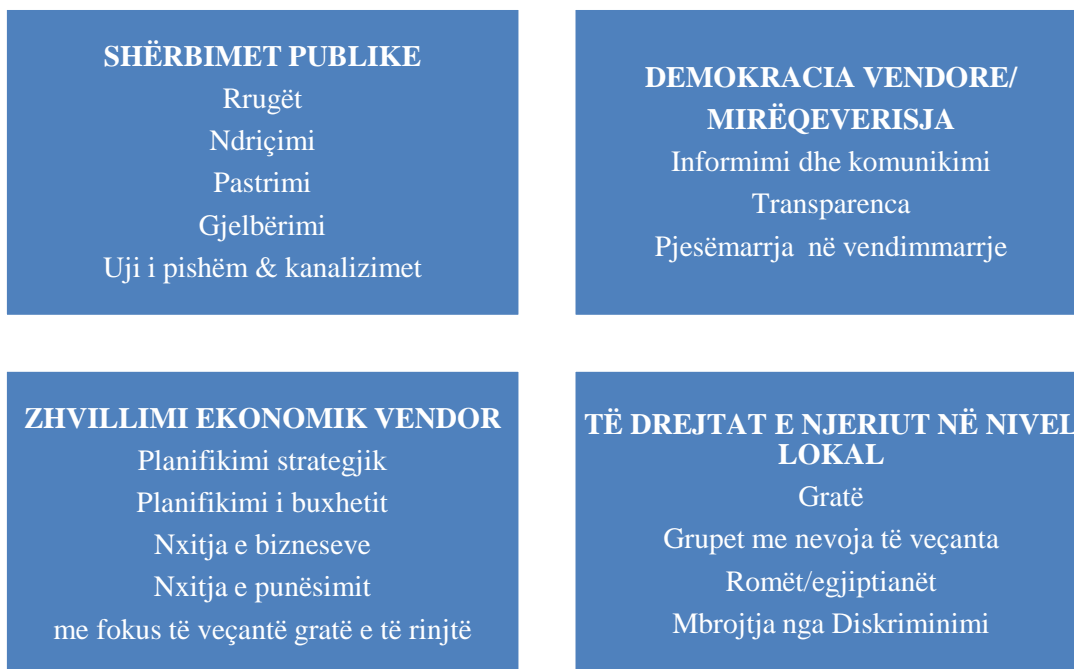 SHËRBIMET PUBLIKE
Rrugët
Ndriçimi
Pastrimi
Gjelbërimi
Uji i pishëm & kanalizimet
DEMOKRACIA VENDORE/
MIRËQEVERISJA
Informimi dhe komunikimi
Transparenca
Pjesëmarrja në vendimmarrje
ZHVILLIMI EKONOMIK VENDOR
Planifikimi strategjik
Planifikimi i buxhetit
Nxitja e bizneseve
Nxitja e punësimit
me fokus të veçantë gratë e të rinjtë
TË DREJTAT E NJERIUT NË NIVEL
LOKAL
Gratë
Grupet me nevoja të veçanta
Romët/egjiptianët
Mbrojtja nga Diskriminimi